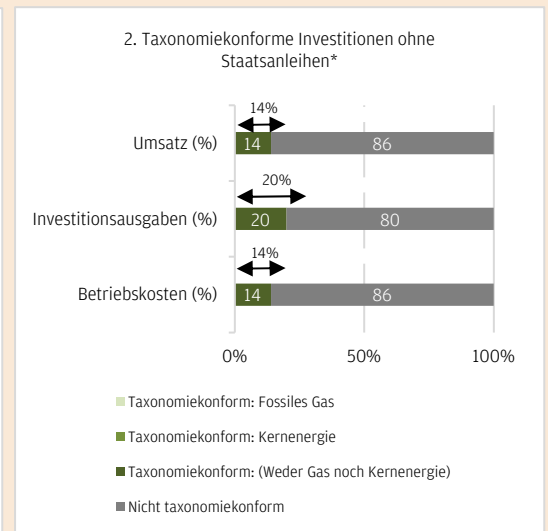 2. Taxonomiekonforme Investitionen ohne
Staatsanleihen*
14%
Umsatz (%)
14 86
20%
Investitionsausgaben (%)
20 80
14%
Betriebskosten (%)
14 86
0% 50% 100%
Taxonomiekonform: Fossiles Gas
Taxonomiekonform: Kernenergie
Taxonomiekonform: (Weder Gas noch Kernenergie)
Nicht taxonomiekonform